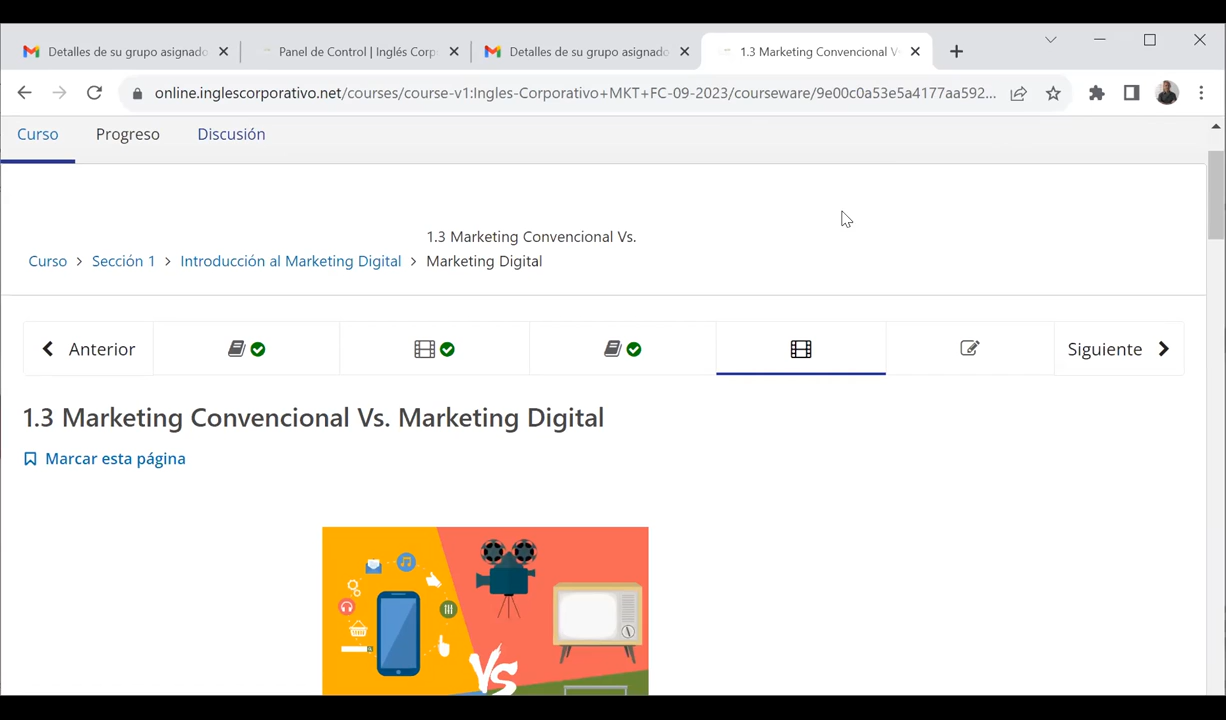 Detalles de su grupo asignado
Panel de Control | Inglés Corp
Detalles de su grupo asignado
1.3 Marketing Convencional V
online.inglescorporativo.net/courses/course-v1:Ingles-Corporativo+MKT+FC-09-2023/courseware/9e00c0a53e5a4177aa592...
Curso
Progreso
Discusión
Curso > Sección 1 > Introducción al Marketing Digital > 1.3 Marketing Convencional Vs.
Marketing Digital
Anterior
Siguiente
1.3 Marketing Convencional Vs. Marketing Digital
Marcar esta página
VS